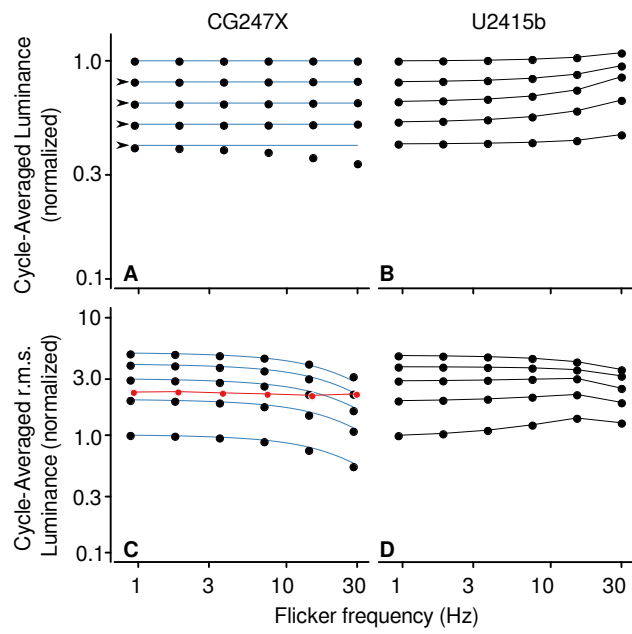 CG247X
U2415b
Cycle-Averaged Luminance
(normalized)
1.0
0.3
0.1
A
B
Cycle-Averaged r.m.s.
Luminance (normalized)
10
3.0
1.0
0.3
0.1
C
D
1 3 10 30
1 3 10 30
Flicker frequency (Hz)